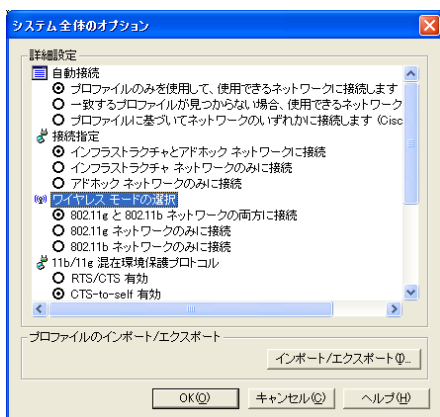 システム全体のオプション
詳細設定
自動接続
プロファイルのみを使用して、使用できるネットワークに接続します
一致するプロファイルが見つからない場合、使用できるネットワーク
プロファイルに基づいてネットワークのいずれかに接続します (Cisc
接続指定
インフラストラクチャとアドホック ネットワークに接続
インフラストラクチャ ネットワークのみに接続
アドホック ネットワークのみに接続
ワイヤレス モードの選択
802.11g と 802.11b ネットワークの両方に接続
802.11g ネットワークのみに接続
802.11b ネットワークのみに接続
11b/11g 混在環境保護プロトコル
RTS/CTS 有効
CTS-to-self 有効
プロファイルのインポート/エクスポート
インポート/エクスポート(I)...
OK(O)
キャンセル(C)
ヘルプ(H)